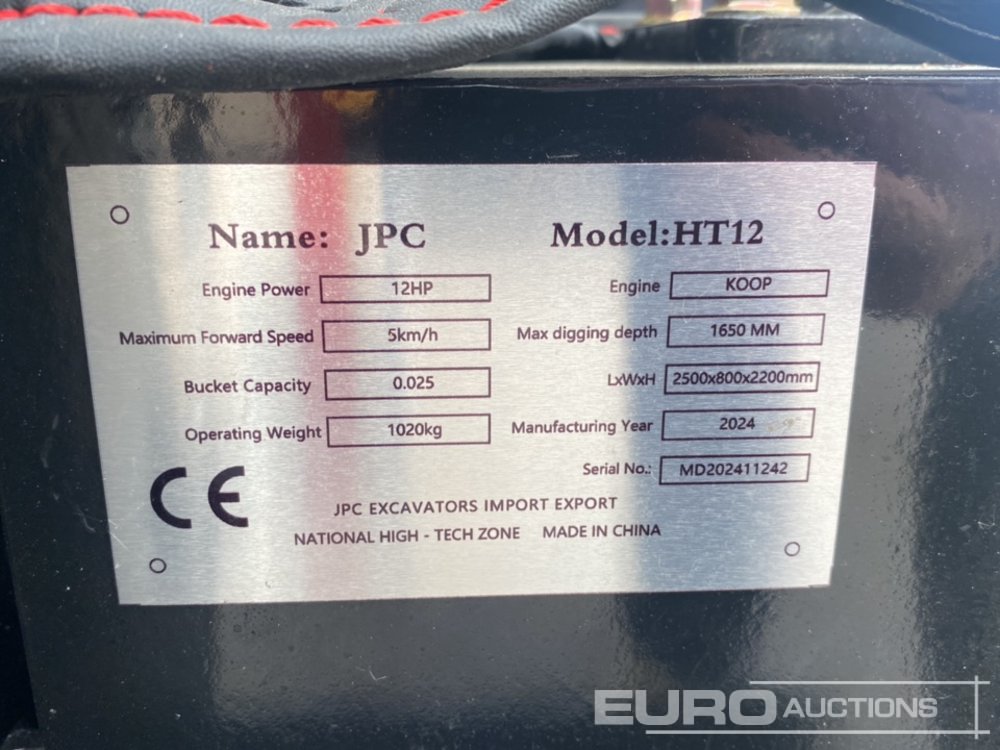 Name: JPC Model:HT12
Engine Power 12HP Engine KOOP
Maximum Forward Speed 5km/h Max digging depth 1650 MM
Bucket Capacity 0.025 LxWxH 2500x800x2200mm
Operating Weight 1020kg Manufacturing Year 2024
Serial No.: MD202411242
CE
JPC EXCAVATORS IMPORT EXPORT
NATIONAL HIGH - TECH ZONE MADE IN CHINA
EURO AUCTIONS